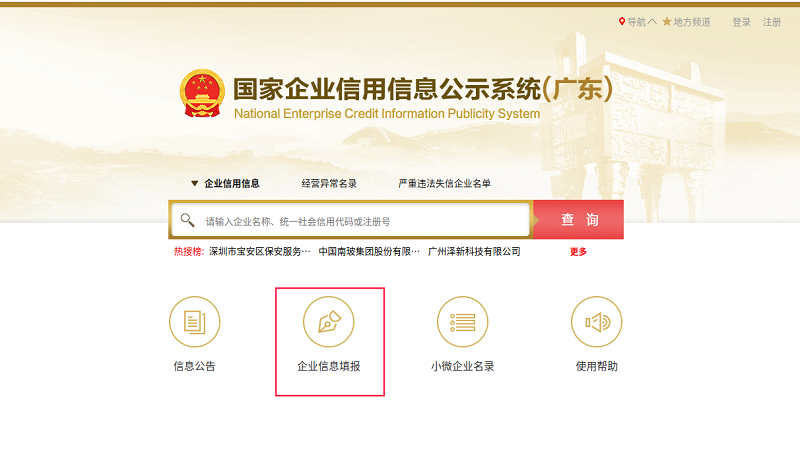 导航 地方频道 登录 注册
国家企业信用信息公示系统(广东)
National Enterprise Credit Information Publicity System
企业信用信息 经营异常名录 严重违法失信企业名单
请输入企业名称、统一社会信用代码或注册号 查 询
热搜榜: 深圳市宝安区保安服务··· 中国南玻集团股份有限··· 广州泽新科技有限公司 更多
信息公告 企业信息填报 小微企业名录 使用帮助